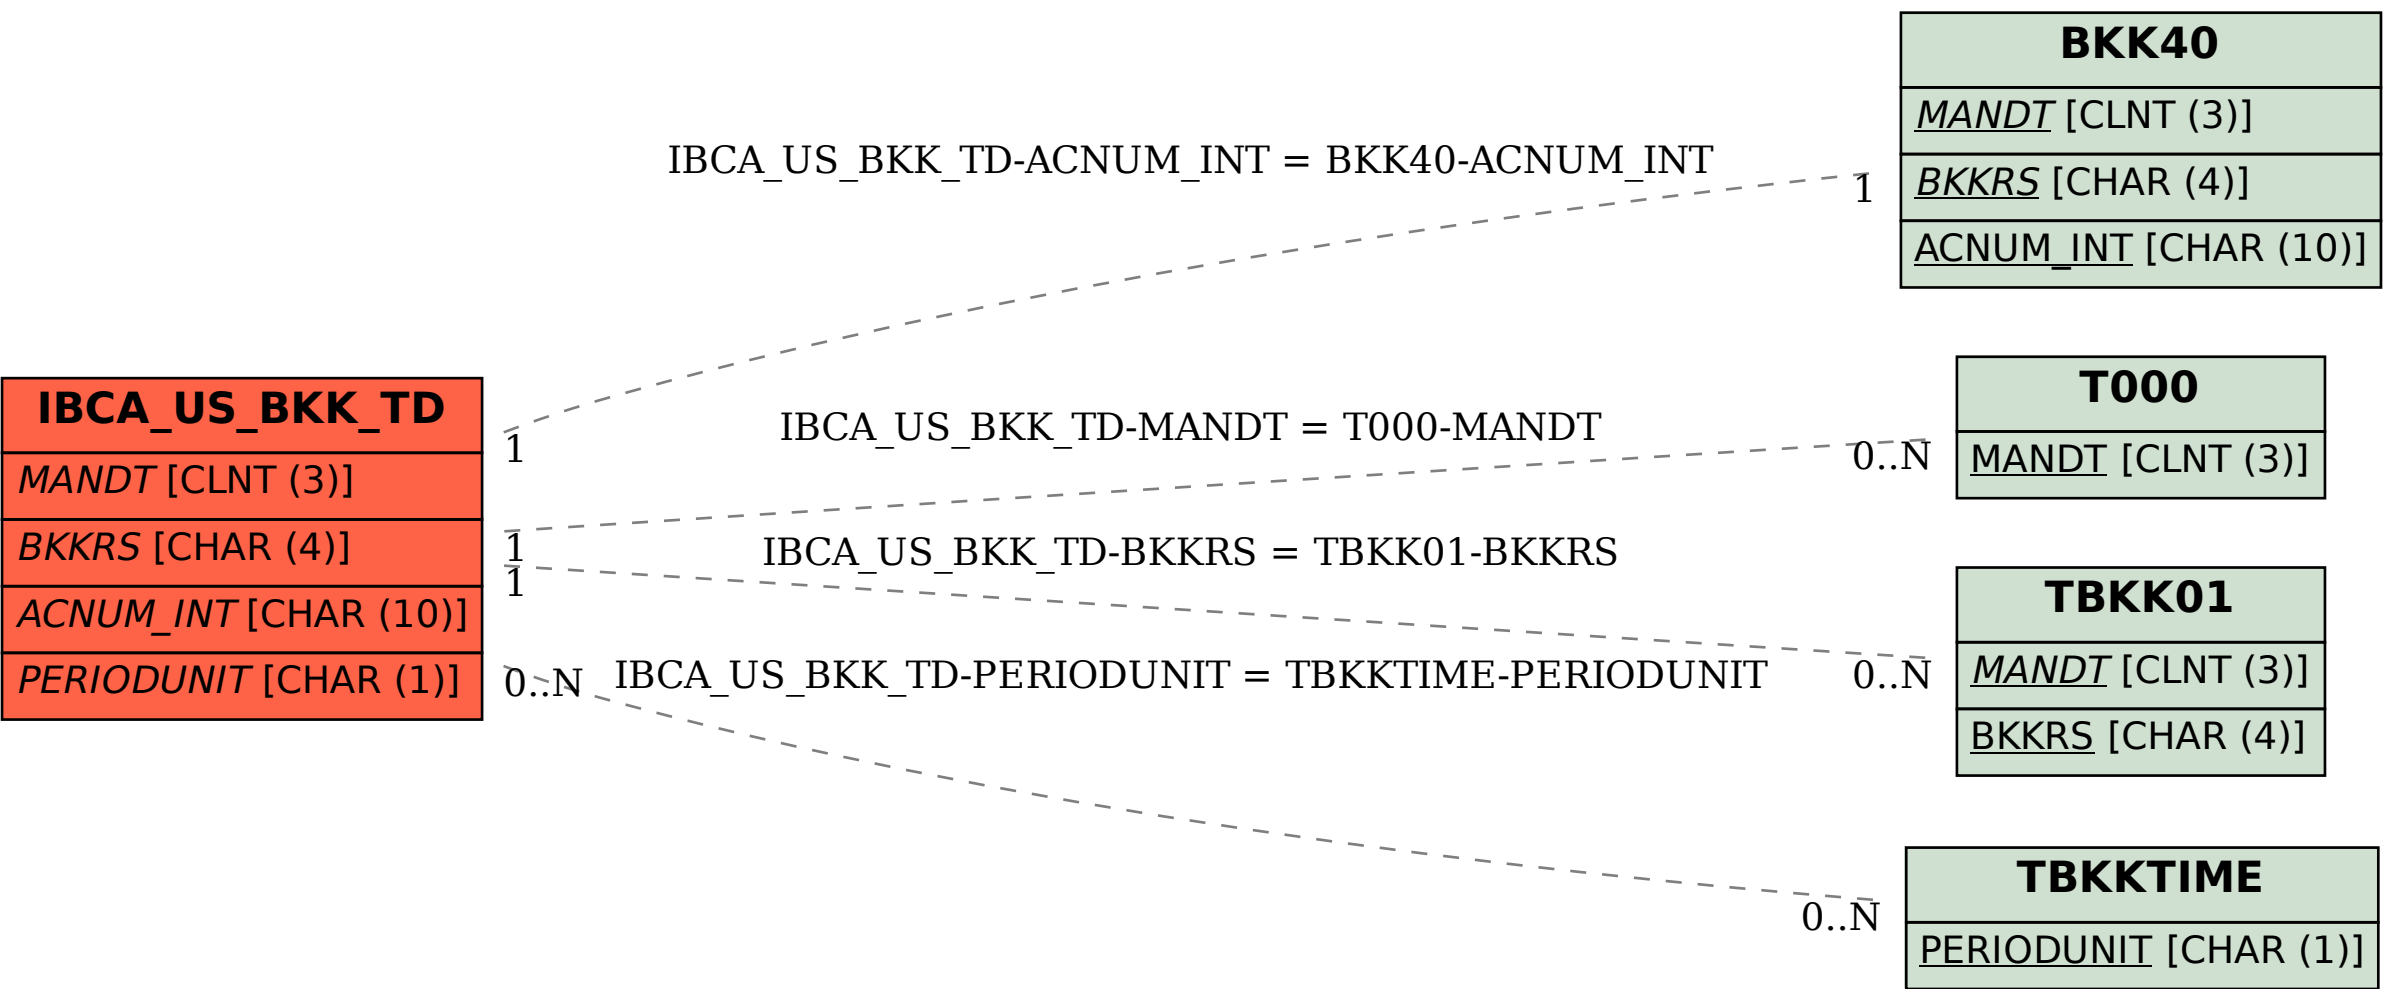 BKK40
MANDT [CLNT (3)]
BKKRS [CHAR (4)]
ACNUM_INT [CHAR (10)]
IBCA_US_BKK_TD-ACNUM_INT = BKK40-ACNUM_INT
1
1
IBCA_US_BKK_TD
MANDT [CLNT (3)]
BKKRS [CHAR (4)]
ACNUM_INT [CHAR (10)]
PERIODUNIT [CHAR (1)]
IBCA_US_BKK_TD-MANDT = T000-MANDT
1
0..N
T000
MANDT [CLNT (3)]
IBCA_US_BKK_TD-BKKRS = TBKK01-BKKRS
1
0..N
TBKK01
MANDT [CLNT (3)]
BKKRS [CHAR (4)]
IBCA_US_BKK_TD-PERIODUNIT = TBKKTIME-PERIODUNIT
0..N
0..N
TBKKTIME
PERIODUNIT [CHAR (1)]